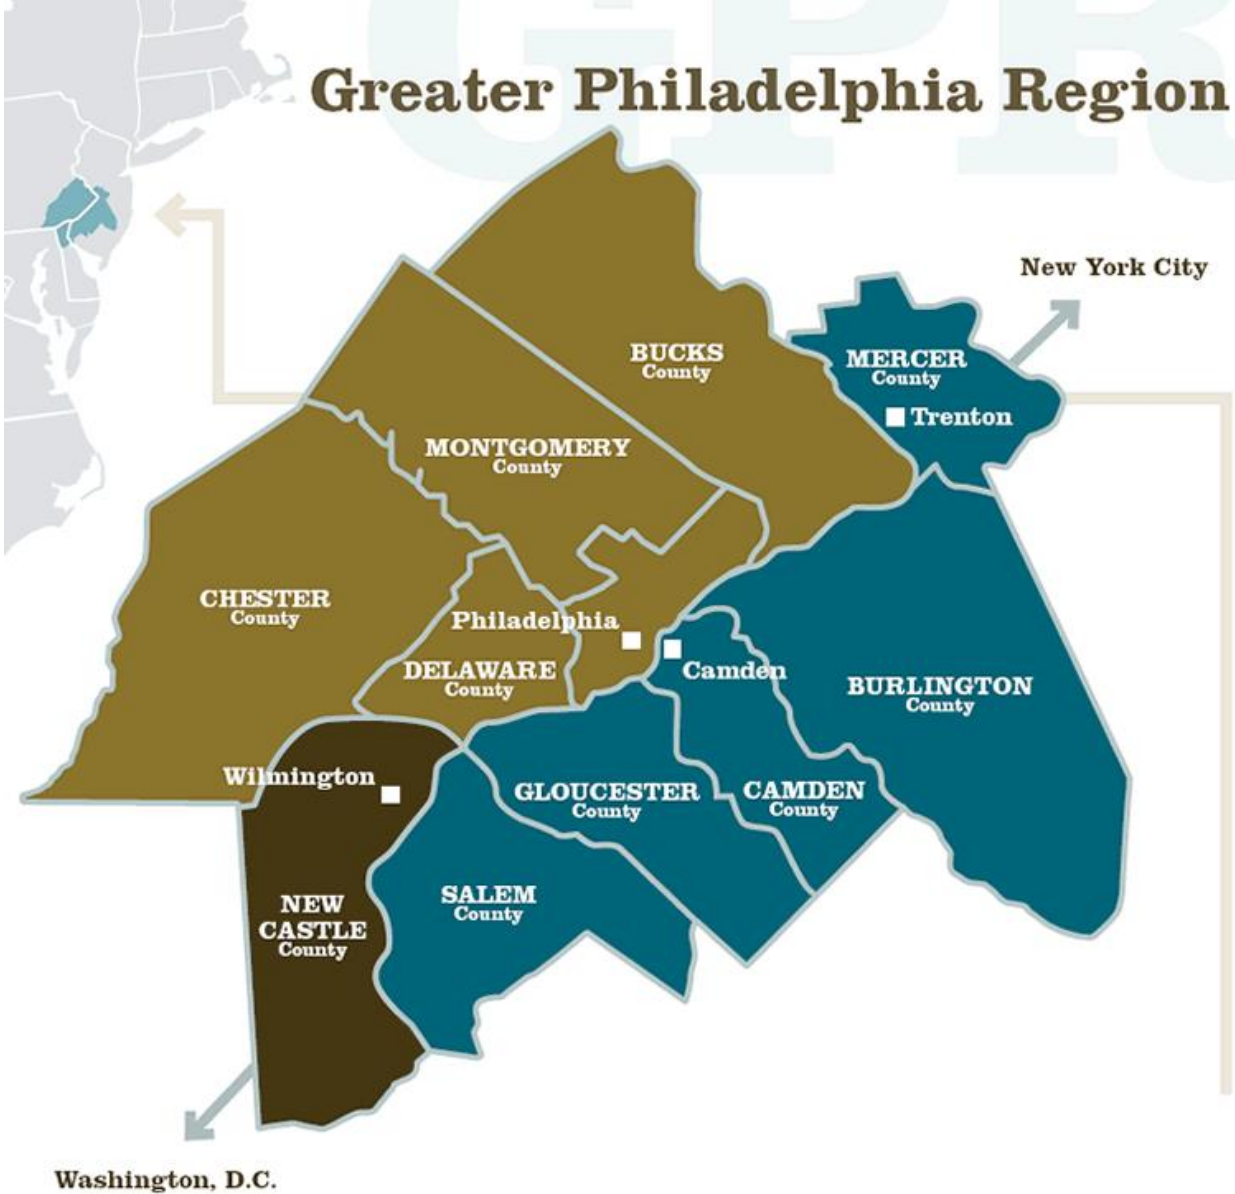 GPR
Greater Philadelphia Region
New York City
BUCKS
County
MERCER
County
Trenton
MONTGOMERY
County
CHESTER
County
Philadelphia
DELAWARE
County
Camden
BURLINGTON
County
Wilmington
GLOUCESTER
County
CAMDEN
County
SALEM
County
NEW
CASTLE
County
Washington, D.C.